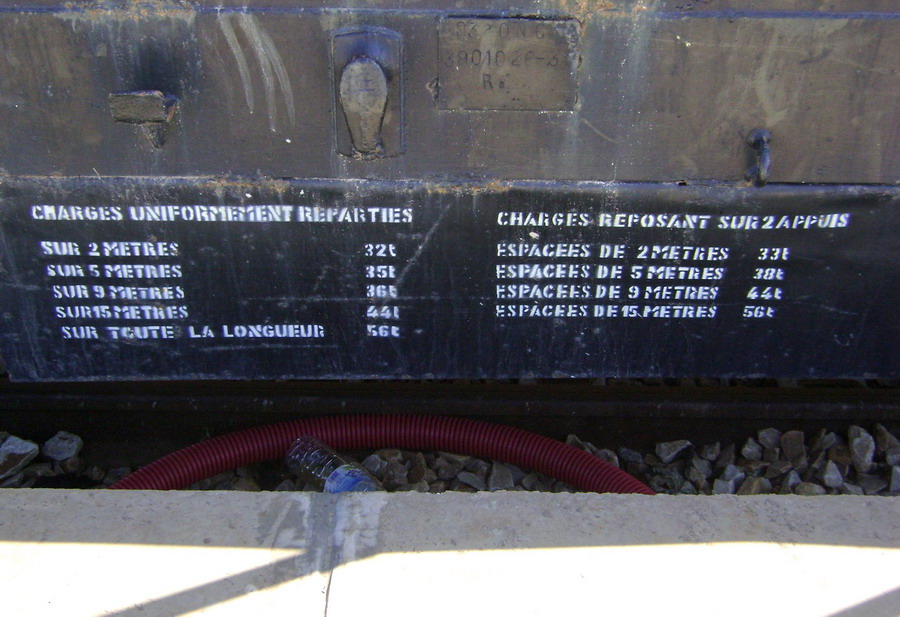 3901026-3
CHARGES UNIFORMEMENT REPARTIES
SUR 2 METRES 32t
SUR 5 METRES 35t
SUR 9 METRES 36t
SUR 15 METRES 44t
SUR TOUTE LA LONGUEUR 56t
CHARGES REPOSANT SUR 2 APPUIS
ESPACEES DE 2 METRES 33t
ESPACEES DE 5 METRES 38t
ESPACEES DE 9 METRES 44t
ESPACEES DE 15 METRES 56t